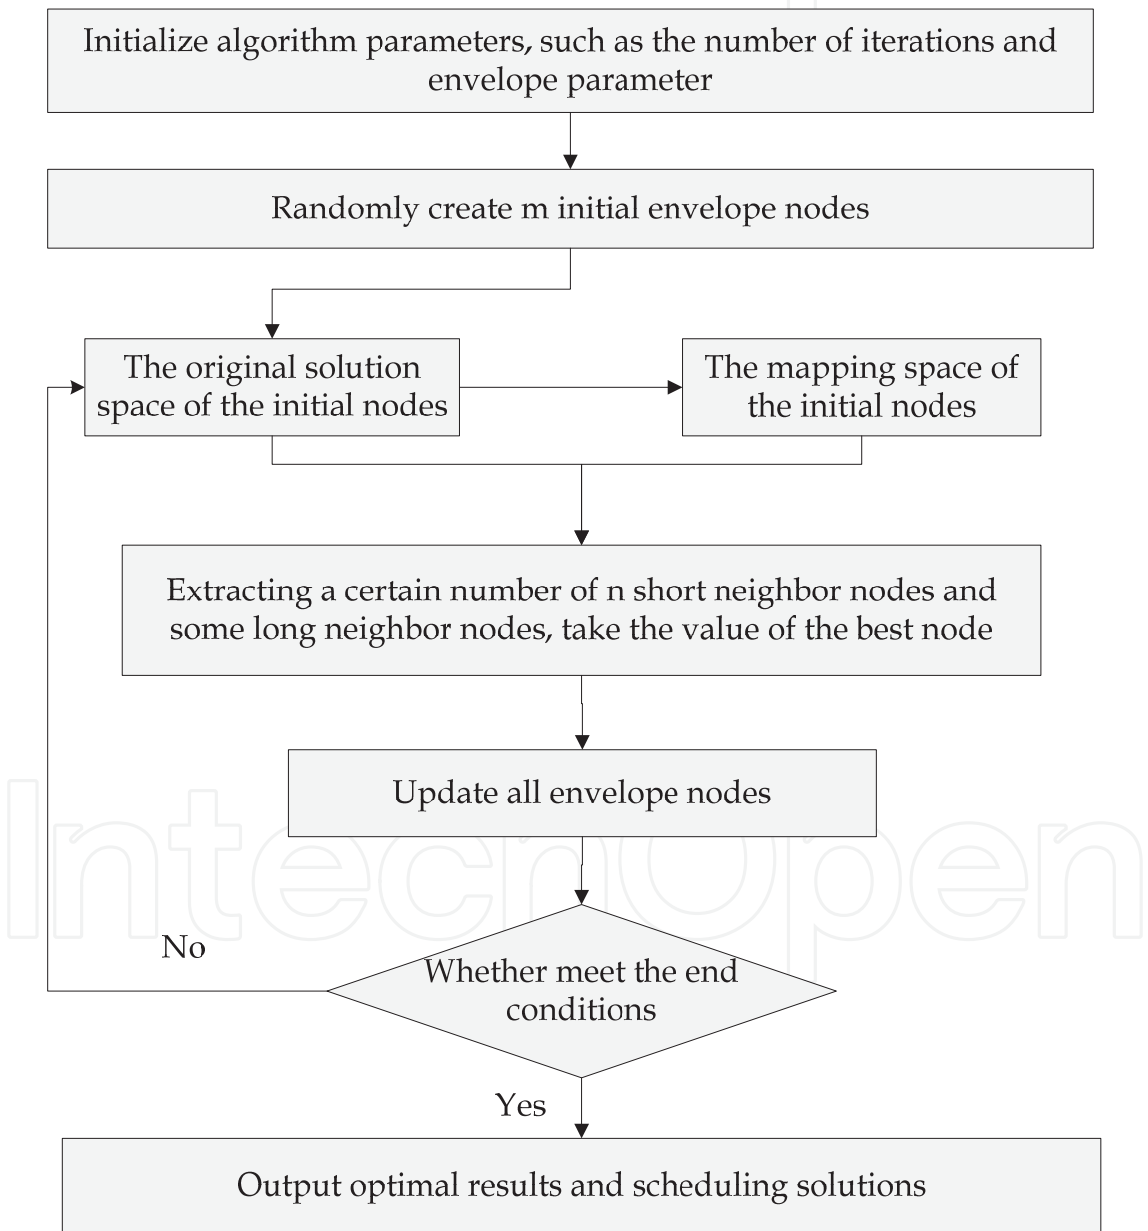 Initialize algorithm parameters, such as the number of iterations and
envelope parameter
Randomly create m initial envelope nodes
The original solution
space of the initial nodes
The mapping space of
the initial nodes
Extracting a certain number of n short neighbor nodes and
some long neighbor nodes, take the value of the best node
Update all envelope nodes
IntechOpen
No
Whether meet the end
conditions
Yes
Output optimal results and scheduling solutions